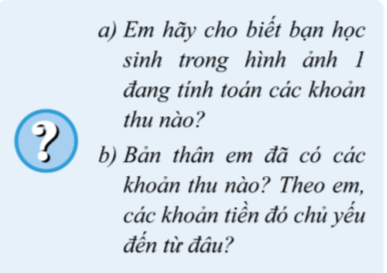 a) Em hãy cho biết bạn học
sinh trong hình ảnh 1
đang tính toán các khoản
thu nào?
?
b) Bản thân em đã có các
khoản thu nào? Theo em,
các khoản tiền đó chủ yếu
đến từ đâu?